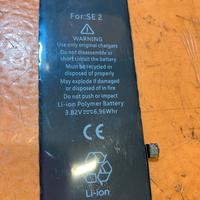 For:SE 2
WARNING
Use only original chargers
Do not disassemble or
short circuit the battery
Must be recycled or
disposed of properly
May explode if damaged
or disposed of in fire
Do not push or impact
Li-ion Polymer Battery
3.82V⎓6.96Whr
CE
Li-ion